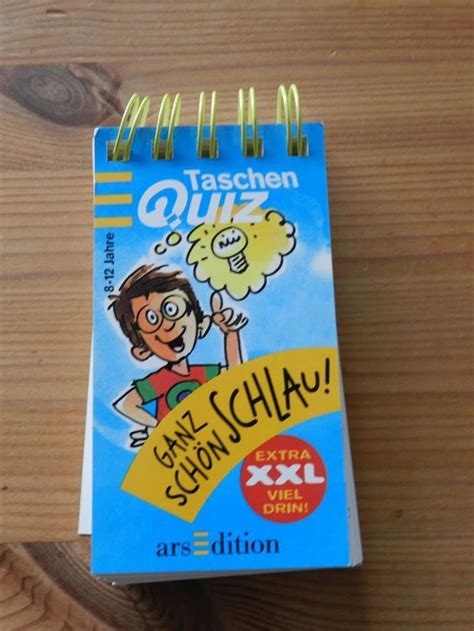 Taschen
Quiz
8-12 Jahre
GANZ
SCHÖN SCHLAU!
EXTRA
XXL
VIEL
DRIN!
arsEdition